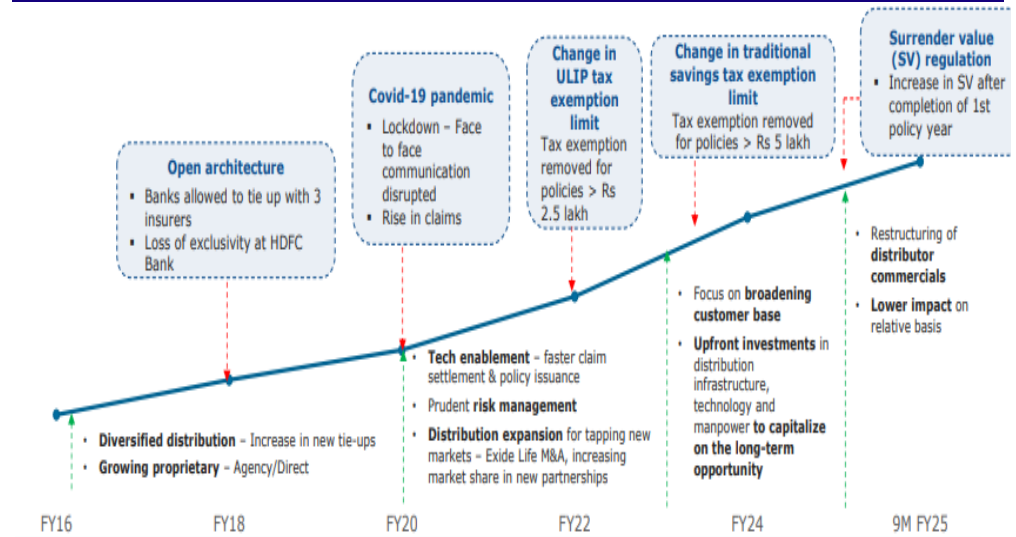 Open architecture
▪ Banks allowed to tie up with 3
insurers
▪ Loss of exclusivity at HDFC
Bank
Covid-19 pandemic
▪ Lockdown – Face
to face
communication
disrupted
▪ Rise in claims
Change in
ULIP tax
exemption
limit
Tax exemption
removed for
policies > Rs
2.5 lakh
Change in traditional
savings tax exemption
limit
Tax exemption removed
for policies > Rs 5 lakh
Surrender value
(SV) regulation
▪ Increase in SV after
completion of 1st
policy year
• Diversified distribution – Increase in new tie-ups
• Growing proprietary – Agency/Direct
• Tech enablement – faster claim
settlement & policy issuance
• Prudent risk management
• Distribution expansion for tapping new
markets – Exide Life M&A, increasing
market share in new partnerships
• Focus on broadening
customer base
• Upfront investments in
distribution
infrastructure,
technology and
manpower to capitalize
on the long-term
opportunity
• Restructuring of
distributor
commercials
• Lower impact on
relative basis
FY16
FY18
FY20
FY22
FY24
9M FY25